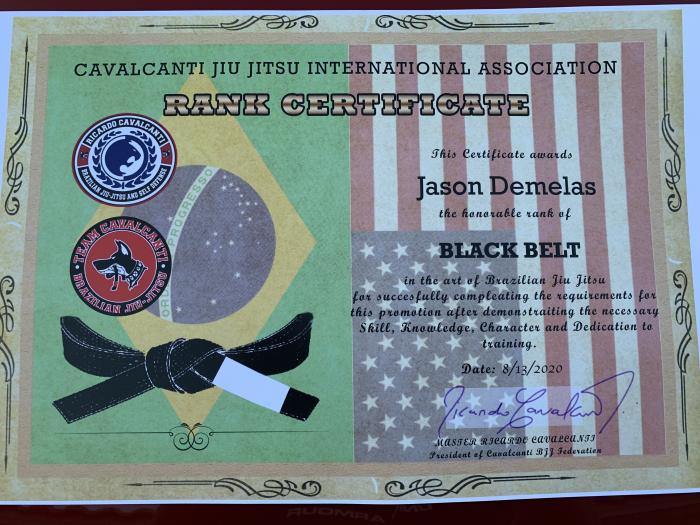 CAVALCANTI JIU JITSU INTERNATIONAL ASSOCIATION
RANK CERTIFICATE
RICARDO CAVALCANTI
BRAZILIAN JIU-JITSU AND SELF DEFENSE
PROGRESSO
TEAM CAVALCANTI
BRAZILIAN JIU-JITSU
This Certificate awards
Jason Demelas
the honorable rank of
BLACK BELT
in the art of Brazilian Jiu Jitsu
for succesfully compleating the requirements for
this promotion after demonstraiting the necessary
Skill, Knowledge, Character and Dedication to
training.
Date: 8/13/2020
Ricardo Cavalcanti
MASTER RICARDO CAVALCANTI
President of Cavalcanti BJJ Federation